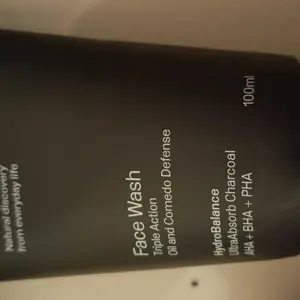 Natural discovery
from everyday life
Face Wash
Triple Action
Oil and Comedo Defense
HydroBalance
UltraAbsorb Charcoal
AHA + BHA + PHA
100ml